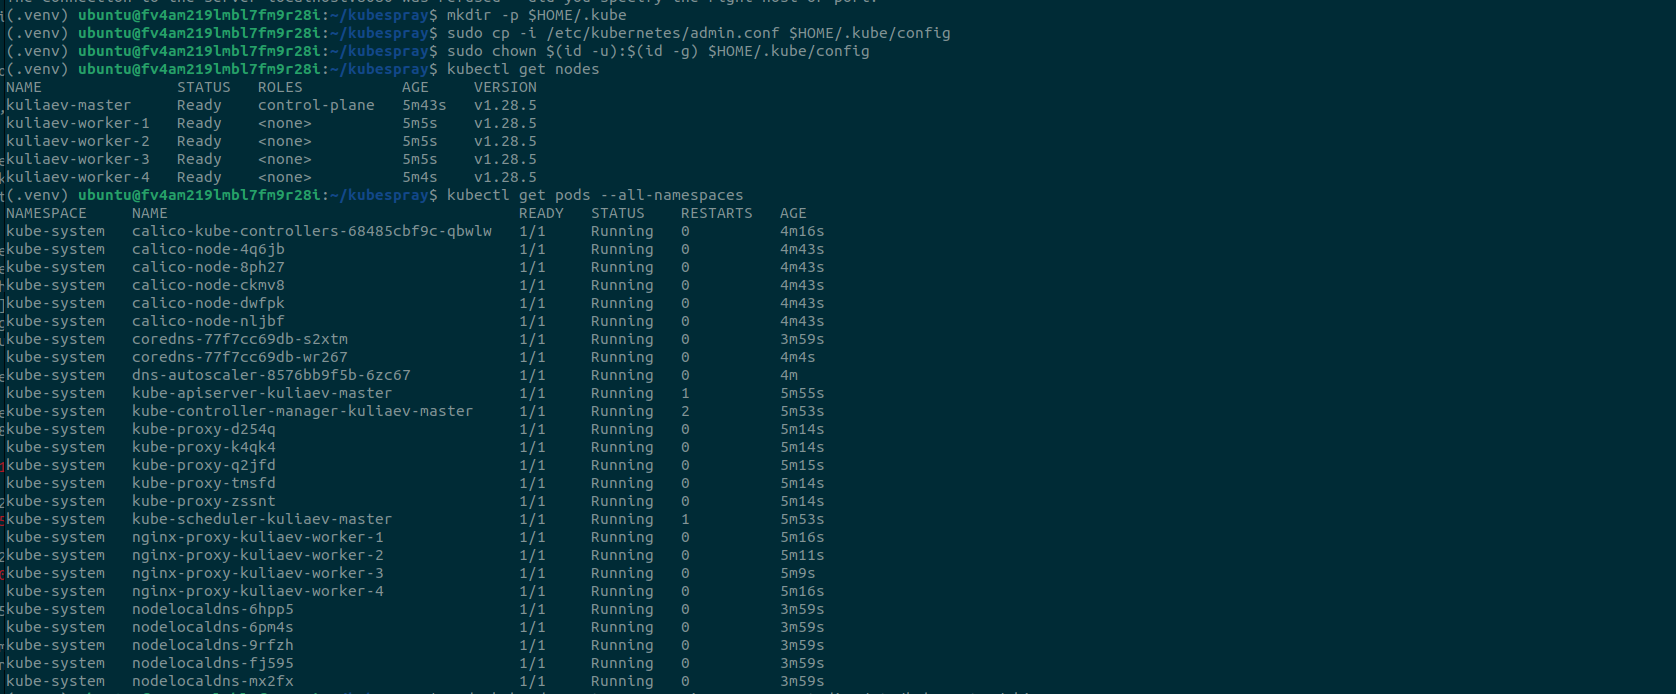 The connection to the server localhost:8080 was refused - did you specify the right host or port?
(.venv) ubuntu@fv4am219lmbl7fm9r28i:~/kubespray$ mkdir -p $HOME/.kube
(.venv) ubuntu@fv4am219lmbl7fm9r28i:~/kubespray$ sudo cp -i /etc/kubernetes/admin.conf $HOME/.kube/config
(.venv) ubuntu@fv4am219lmbl7fm9r28i:~/kubespray$ sudo chown $(id -u):$(id -g) $HOME/.kube/config
(.venv) ubuntu@fv4am219lmbl7fm9r28i:~/kubespray$ kubectl get nodes
NAME STATUS ROLES AGE VERSION
kuliaev-master Ready control-plane 5m43s v1.28.5
kuliaev-worker-1 Ready <none> 5m5s v1.28.5
kuliaev-worker-2 Ready <none> 5m5s v1.28.5
kuliaev-worker-3 Ready <none> 5m5s v1.28.5
kuliaev-worker-4 Ready <none> 5m4s v1.28.5
(.venv) ubuntu@fv4am219lmbl7fm9r28i:~/kubespray$ kubectl get pods --all-namespaces
NAMESPACE NAME READY STATUS RESTARTS AGE
kube-system calico-kube-controllers-68485cbf9c-qbwlw 1/1 Running 0 4m16s
kube-system calico-node-4q6jb 1/1 Running 0 4m43s
kube-system calico-node-8ph27 1/1 Running 0 4m43s
kube-system calico-node-ckmv8 1/1 Running 0 4m43s
kube-system calico-node-dwfpk 1/1 Running 0 4m43s
kube-system calico-node-nljbf 1/1 Running 0 4m43s
kube-system coredns-77f7cc69db-s2xtm 1/1 Running 0 3m59s
kube-system coredns-77f7cc69db-wr267 1/1 Running 0 4m4s
kube-system dns-autoscaler-8576bb9f5b-6zc67 1/1 Running 0 4m
kube-system kube-apiserver-kuliaev-master 1/1 Running 1 5m55s
kube-system kube-controller-manager-kuliaev-master 1/1 Running 2 5m53s
kube-system kube-proxy-d254q 1/1 Running 0 5m14s
kube-system kube-proxy-k4qk4 1/1 Running 0 5m14s
kube-system kube-proxy-q2jfd 1/1 Running 0 5m15s
kube-system kube-proxy-tmsfd 1/1 Running 0 5m14s
kube-system kube-proxy-zssnt 1/1 Running 0 5m14s
kube-system kube-scheduler-kuliaev-master 1/1 Running 1 5m53s
kube-system nginx-proxy-kuliaev-worker-1 1/1 Running 0 5m16s
kube-system nginx-proxy-kuliaev-worker-2 1/1 Running 0 5m11s
kube-system nginx-proxy-kuliaev-worker-3 1/1 Running 0 5m9s
kube-system nginx-proxy-kuliaev-worker-4 1/1 Running 0 5m16s
kube-system nodelocaldns-6hpp5 1/1 Running 0 3m59s
kube-system nodelocaldns-6pm4s 1/1 Running 0 3m59s
kube-system nodelocaldns-9rfzh 1/1 Running 0 3m59s
kube-system nodelocaldns-fj595 1/1 Running 0 3m59s
kube-system nodelocaldns-mx2fx 1/1 Running 0 3m59s